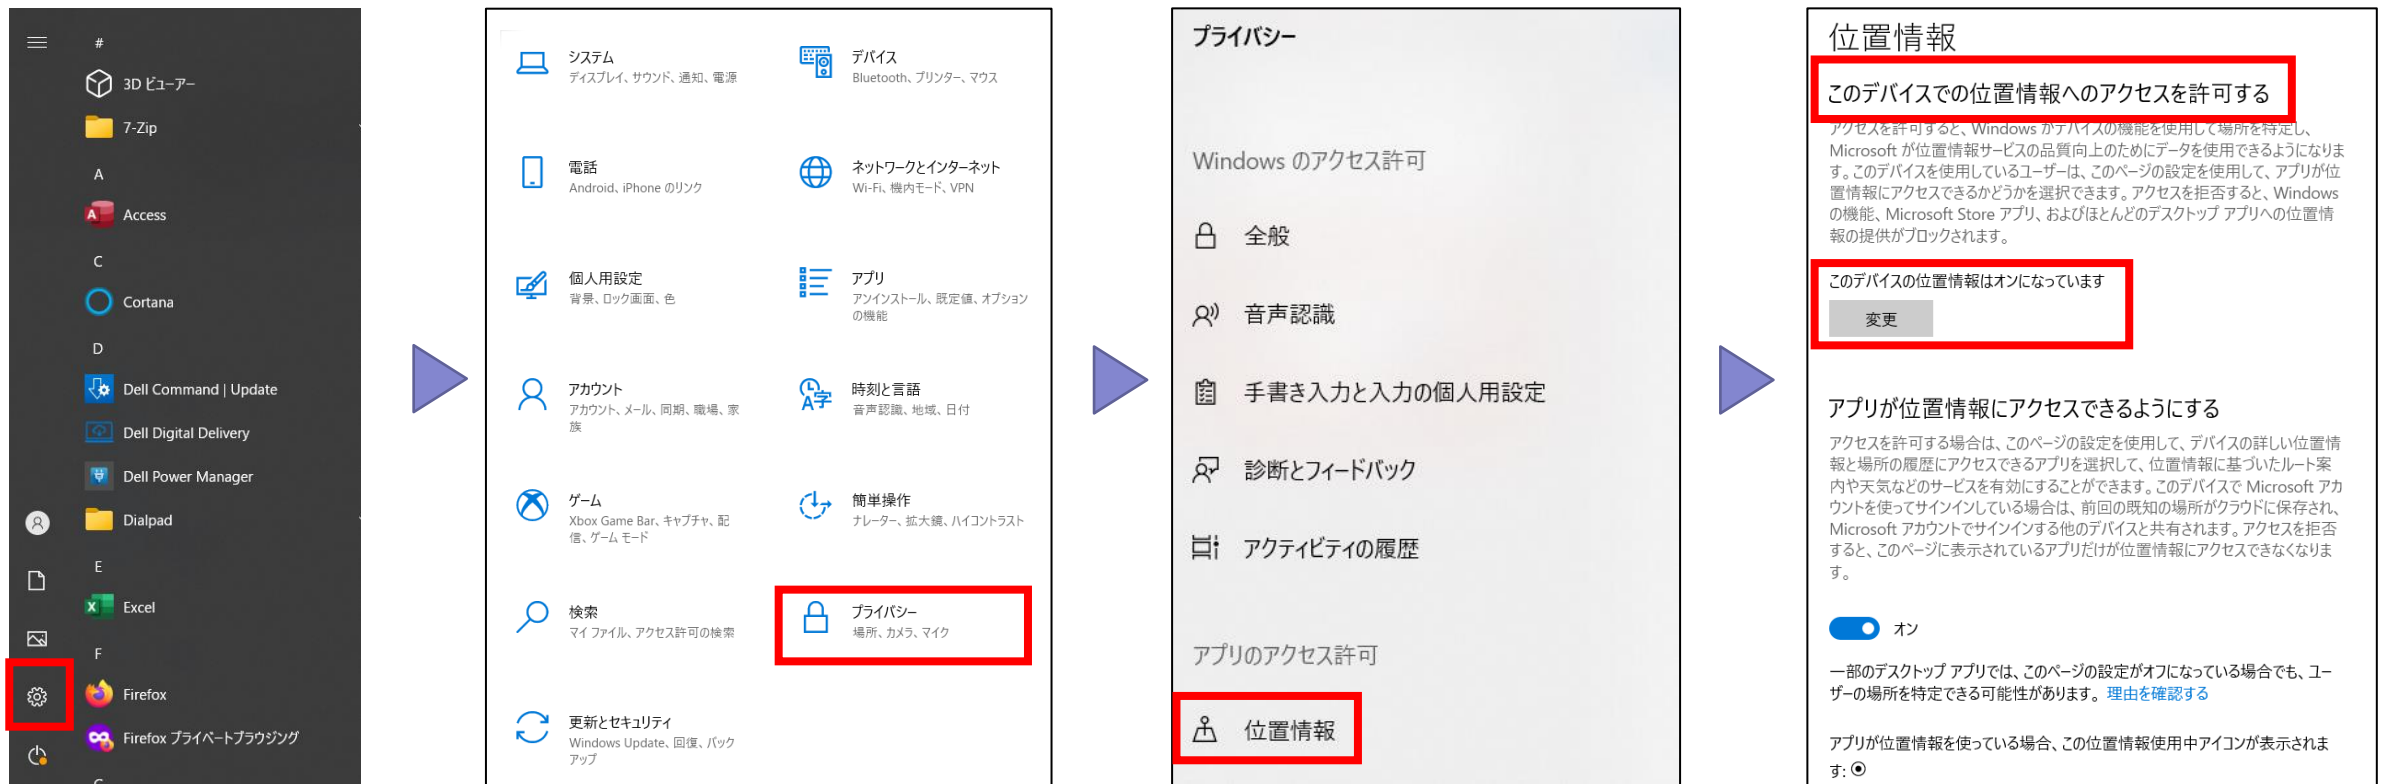 #
3D ビューアー
7-Zip
A
Access
C
Cortana
D
Dell Command | Update
Dell Digital Delivery
Dell Power Manager
Dialpad
E
Excel
F
Firefox
Firefox プライベートブラウジング
システム
ディスプレイ、サウンド、通知、電源
デバイス
Bluetooth、プリンター、マウス
電話
Android、iPhone のリンク
ネットワークとインターネット
Wi-Fi、機内モード、VPN
個人用設定
背景、ロック画面、色
アプリ
アンインストール、既定値、オプション
の機能
アカウント
アカウント、メール、同期、職場、家
族
時刻と言語
音声認識、地域、日付
ゲーム
Xbox Game Bar、キャプチャ、配
信、ゲーム モード
簡単操作
ナレーター、拡大鏡、ハイコントラスト
検索
マイ ファイル、アクセス許可の検索
プライバシー
場所、カメラ、マイク
更新とセキュリティ
Windows Update、回復、バック
アップ
プライバシー
Windows のアクセス許可
全般
音声認識
手書き入力と入力の個人用設定
診断とフィードバック
アクティビティの履歴
アプリのアクセス許可
位置情報
位置情報
このデバイスでの位置情報へのアクセスを許可する
アクセスを許可すると、Windows がデバイスの機能を使用して場所を特定し、
Microsoft が位置情報サービスの品質向上のためにデータを使用できるようになりま
す。このデバイスを使用しているユーザーは、このページの設定を使用して、アプリが位
置情報にアクセスできるかどうかを選択できます。アクセスを拒否すると、Windows
の機能、Microsoft Store アプリ、およびほとんどのデスクトップ アプリへの位置情
報の提供がブロックされます。
このデバイスの位置情報はオンになっています
変更
アプリが位置情報にアクセスできるようにする
アクセスを許可する場合は、このページの設定を使用して、デバイスの詳しい位置情
報と場所の履歴にアクセスできるアプリを選択して、位置情報に基づいたルート案
内や天気などのサービスを有効にすることができます。このデバイスで Microsoft アカ
ウントを使ってサインインしている場合は、前回の既知の場所がクラウドに保存され、
Microsoft アカウントでサインインする他のデバイスと共有されます。アクセスを拒否
すると、このページに表示されているアプリだけが位置情報にアクセスできなくなりま
す。
オン
一部のデスクトップ アプリでは、このページの設定がオフになっている場合でも、ユー
ザーの場所を特定できる可能性があります。 理由を確認する
アプリが位置情報を使っている場合、この位置情報使用中アイコンが表示されま
す: